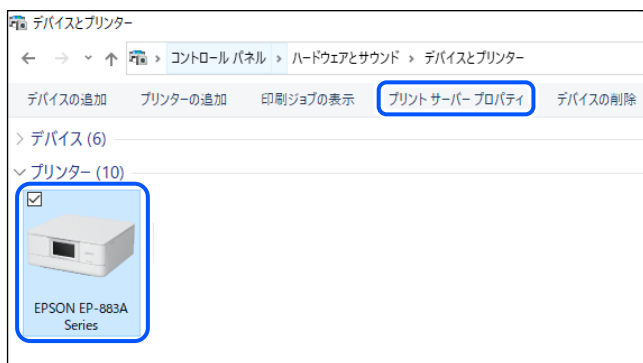 デバイスとプリンター
コントロール パネル › ハードウェアとサウンド › デバイスとプリンター
デバイスの追加 プリンターの追加 印刷ジョブの表示 プリント サーバー プロパティ デバイスの削除
デバイス (6)
プリンター (10)
EPSON EP-883A
Series